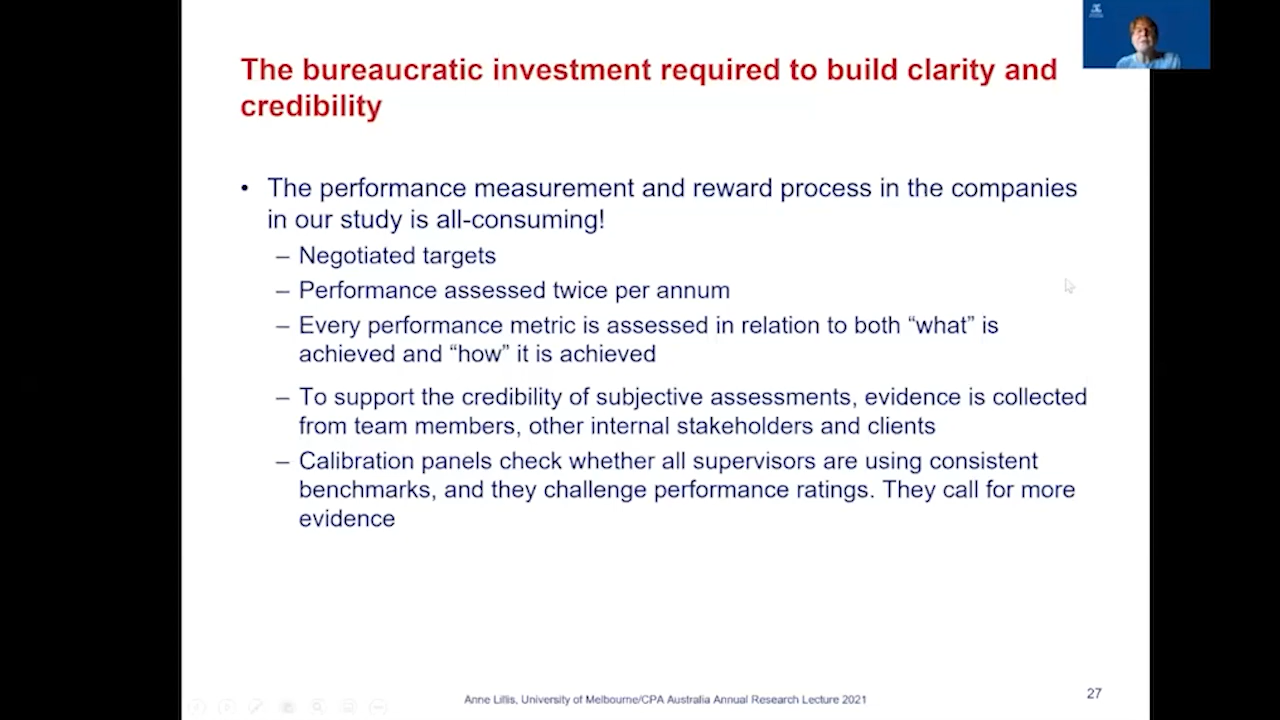 The bureaucratic investment required to build clarity and
credibility
• The performance measurement and reward process in the companies
in our study is all-consuming!
– Negotiated targets
– Performance assessed twice per annum
– Every performance metric is assessed in relation to both “what” is
achieved and “how” it is achieved
– To support the credibility of subjective assessments, evidence is collected
from team members, other internal stakeholders and clients
– Calibration panels check whether all supervisors are using consistent
benchmarks, and they challenge performance ratings. They call for more
evidence
Anne Lillis, University of Melbourne/CPA Australia Annual Research Lecture 2021
27